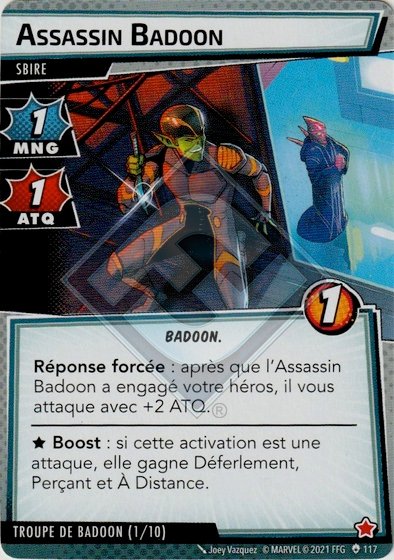 Assassin Badoon
SBIRE
1
MNG
1
ATQ
1
BADOON.
Réponse forcée : après que l'Assassin
Badoon a engagé votre héros, il vous
attaque avec +2 ATQ.
★ Boost : si cette activation est une
attaque, elle gagne Déferlement,
Perçant et À Distance.
TROUPE DE BADOON (1/10)
Joey Vazquez © MARVEL © 2021 FFG 117